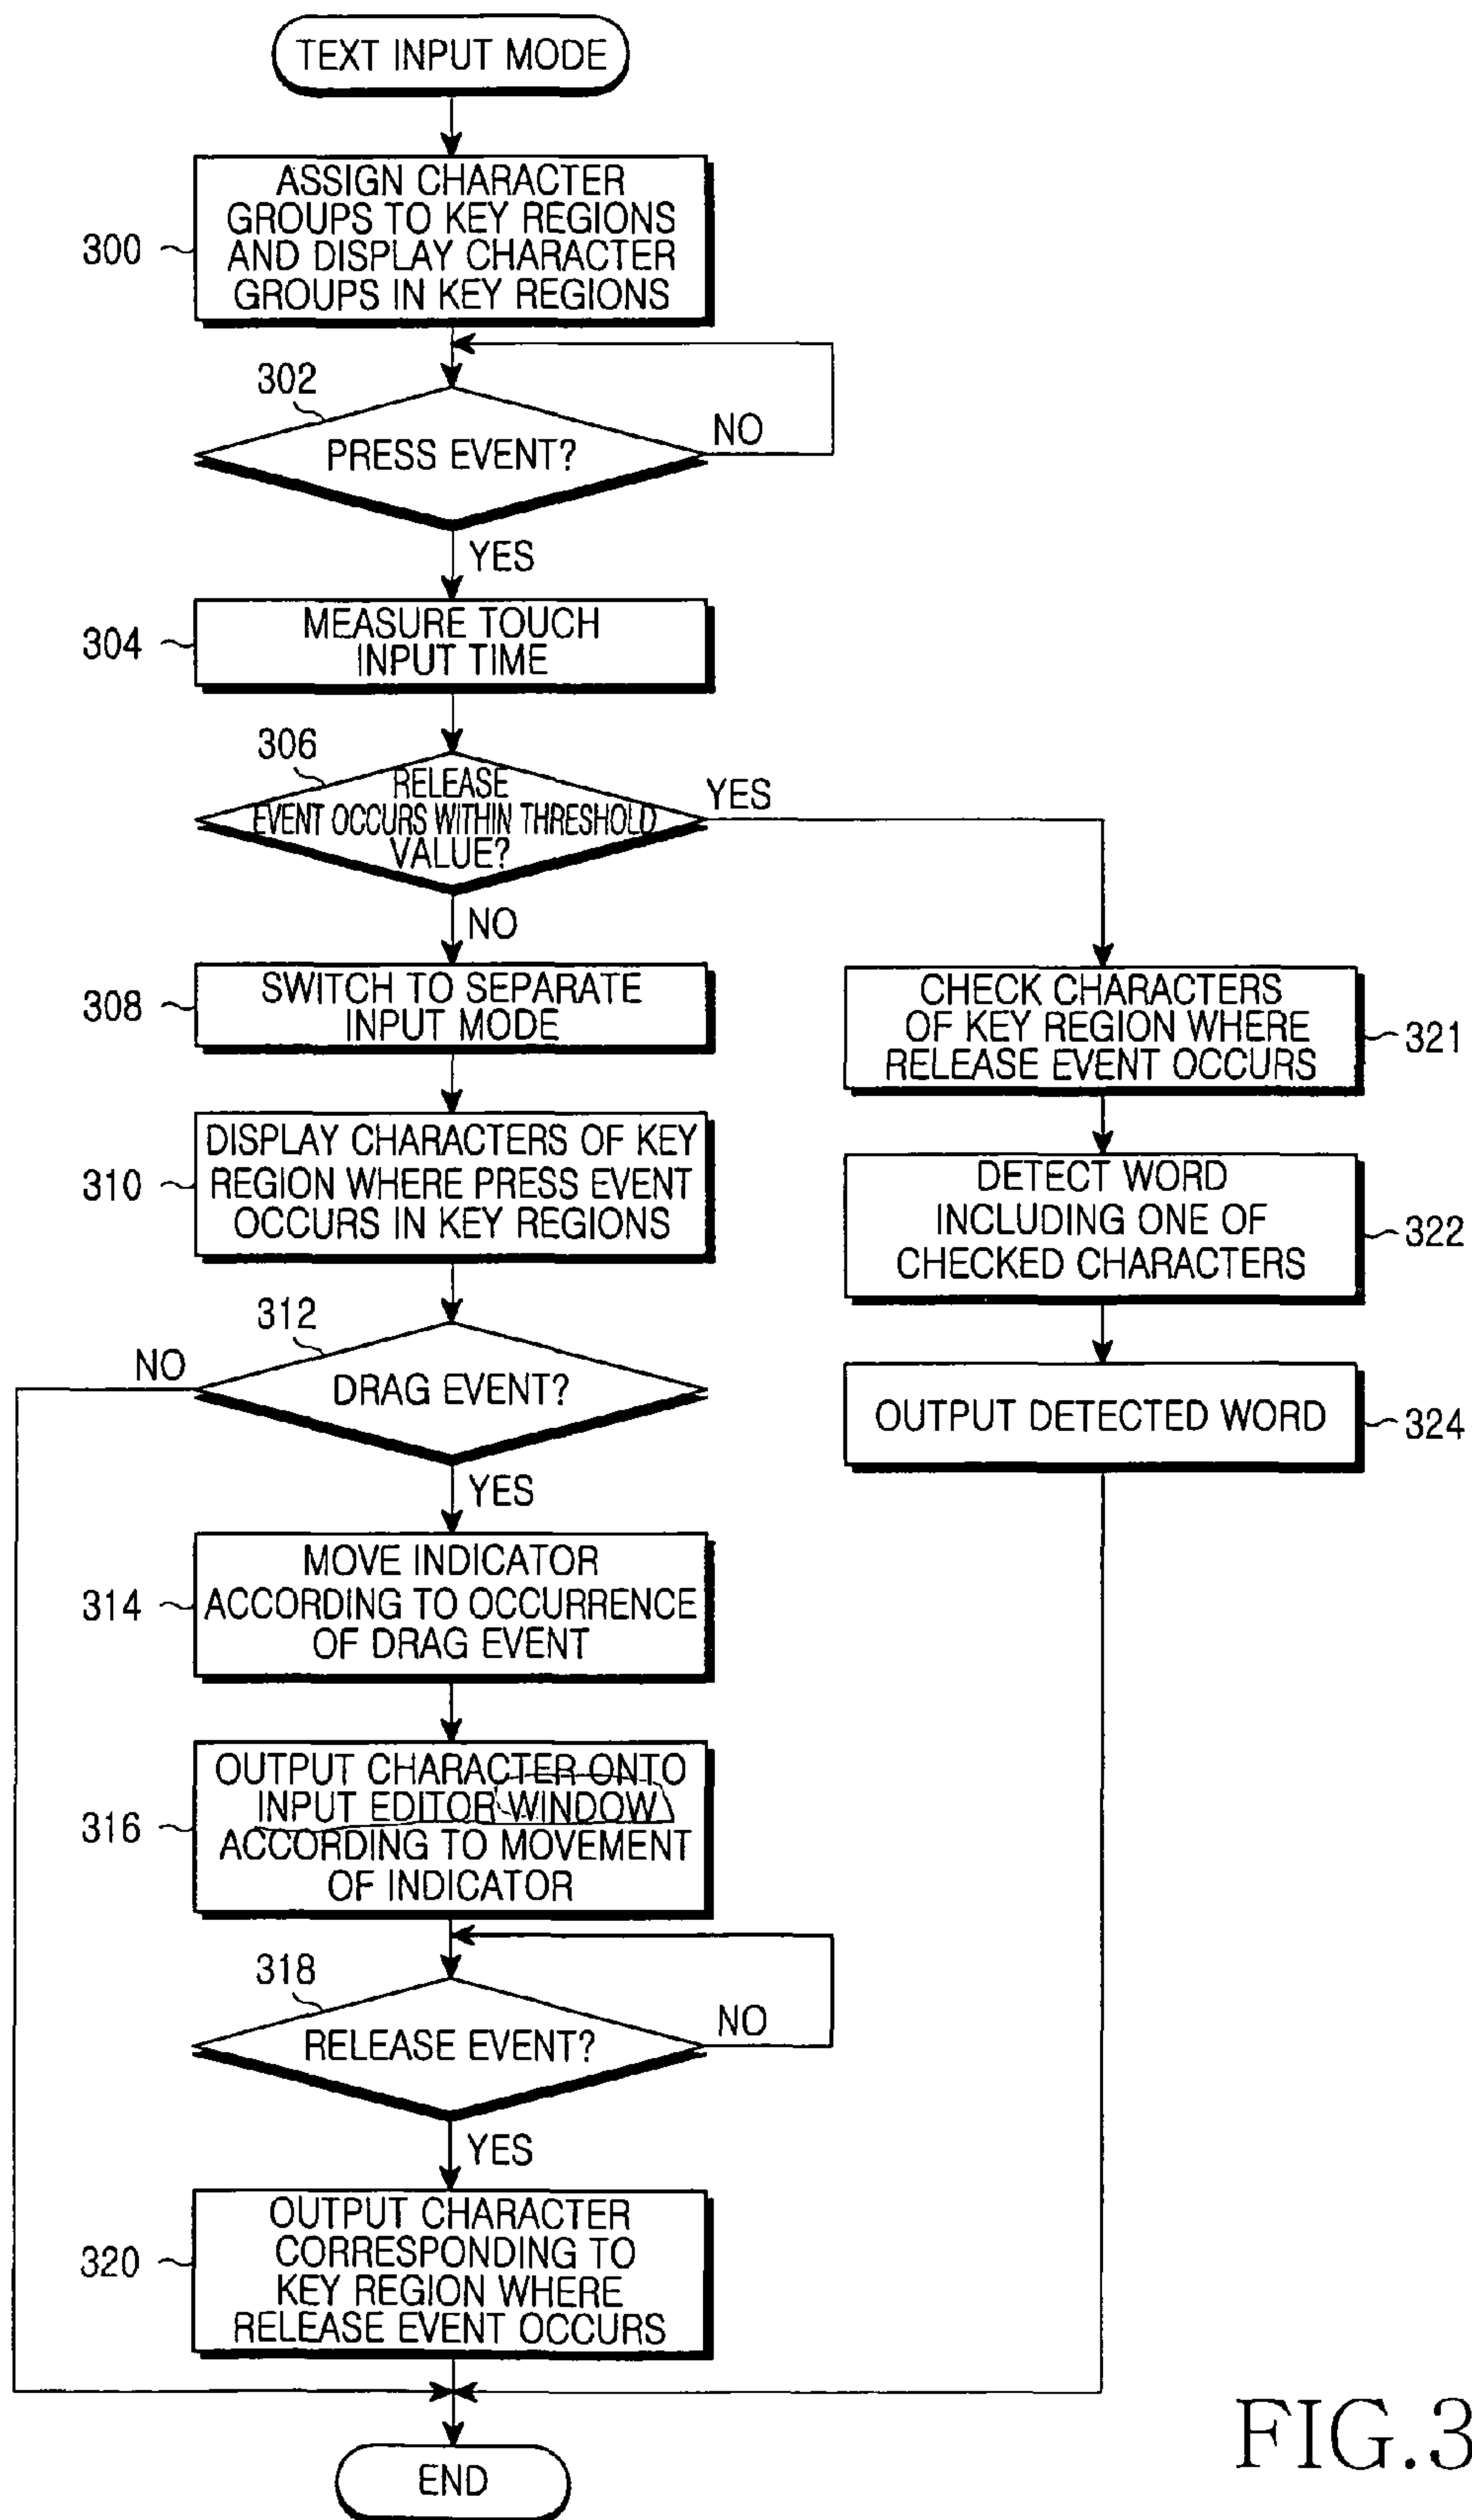 TEXT INPUT MODE
ASSIGN CHARACTER
GROUPS TO KEY REGIONS
AND DISPLAY CHARACTER
GROUPS IN KEY REGIONS
300
302
PRESS EVENT?
NO
YES
304
MEASURE TOUCH
INPUT TIME
306
RELEASE
EVENT OCCURS WITHIN THRESHOLD
VALUE?
YES
NO
308
SWITCH TO SEPARATE
INPUT MODE
310
DISPLAY CHARACTERS OF KEY
REGION WHERE PRESS EVENT
OCCURS IN KEY REGIONS
312
NO
DRAG EVENT?
YES
314
MOVE INDICATOR
ACCORDING TO OCCURRENCE
OF DRAG EVENT
316
OUTPUT CHARACTER ONTO
INPUT EDITOR WINDOW
ACCORDING TO MOVEMENT
OF INDICATOR
318
RELEASE EVENT?
NO
YES
320
OUTPUT CHARACTER
CORRESPONDING TO
KEY REGION WHERE
RELEASE EVENT OCCURS
CHECK CHARACTERS
OF KEY REGION WHERE
RELEASE EVENT OCCURS
321
DETECT WORD
INCLUDING ONE OF
CHECKED CHARACTERS
322
OUTPUT DETECTED WORD
324
END
FIG.3